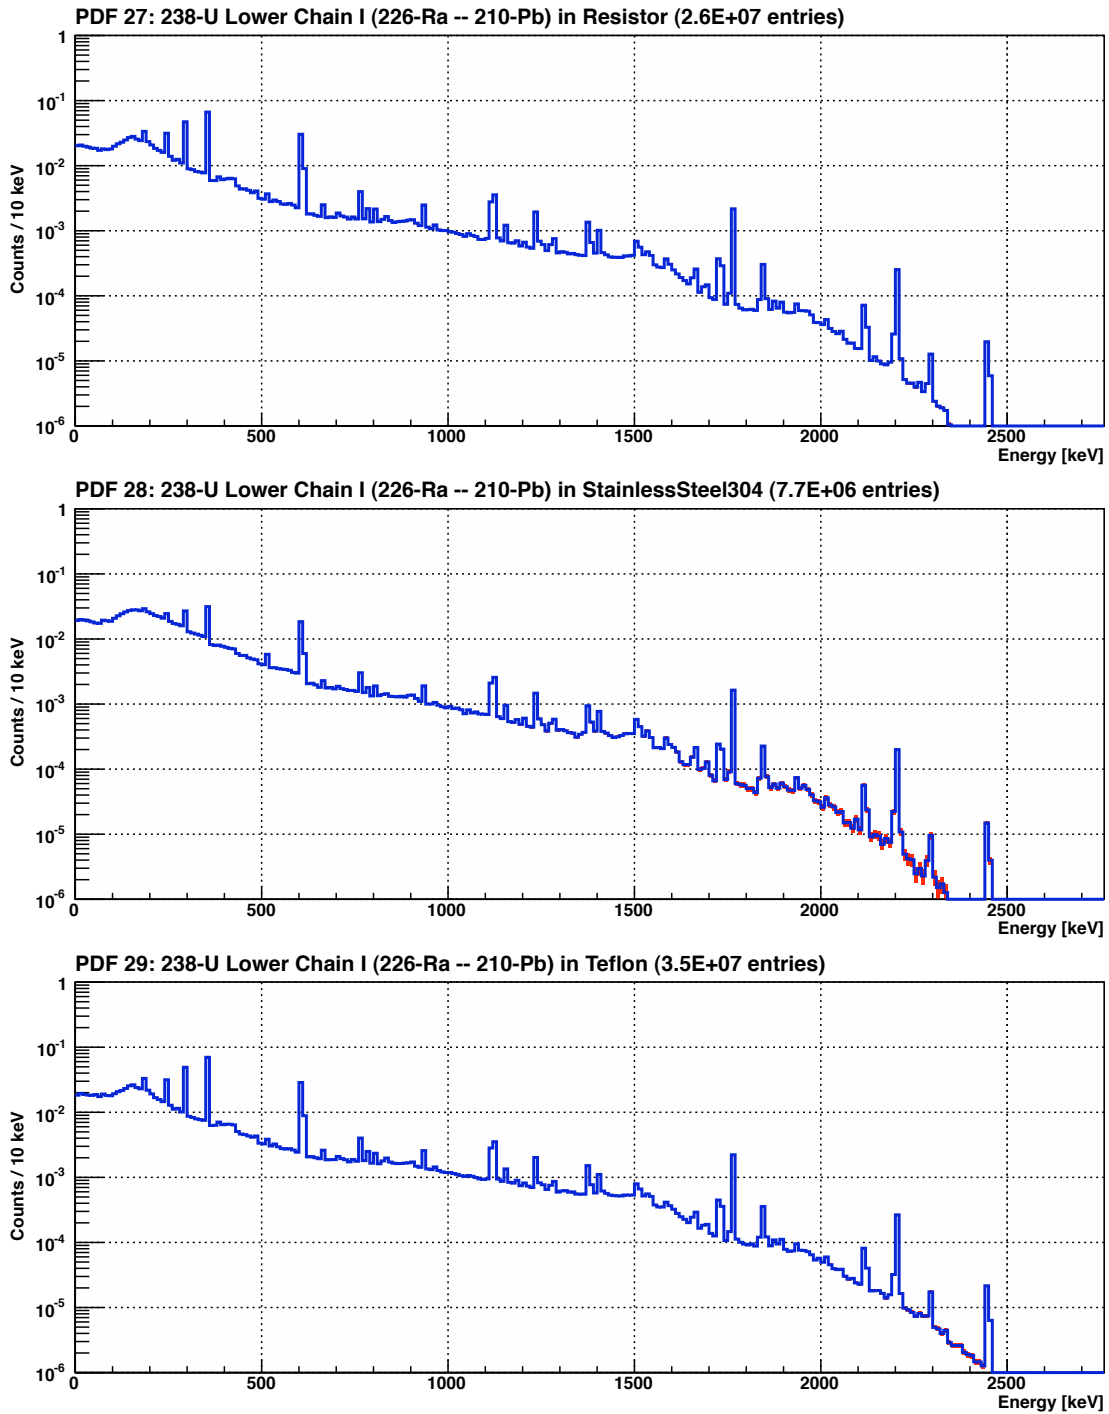 PDF 27: 238-U Lower Chain I (226-Ra -- 210-Pb) in Resistor (2.6E+07 entries)
Counts / 10 keV
1
10-1
10-2
10-3
10-4
10-5
10-6
0 500 1000 1500 2000 2500
Energy [keV]
PDF 28: 238-U Lower Chain I (226-Ra -- 210-Pb) in StainlessSteel304 (7.7E+06 entries)
Counts / 10 keV
1
10-1
10-2
10-3
10-4
10-5
10-6
0 500 1000 1500 2000 2500
Energy [keV]
PDF 29: 238-U Lower Chain I (226-Ra -- 210-Pb) in Teflon (3.5E+07 entries)
Counts / 10 keV
1
10-1
10-2
10-3
10-4
10-5
10-6
0 500 1000 1500 2000 2500
Energy [keV]